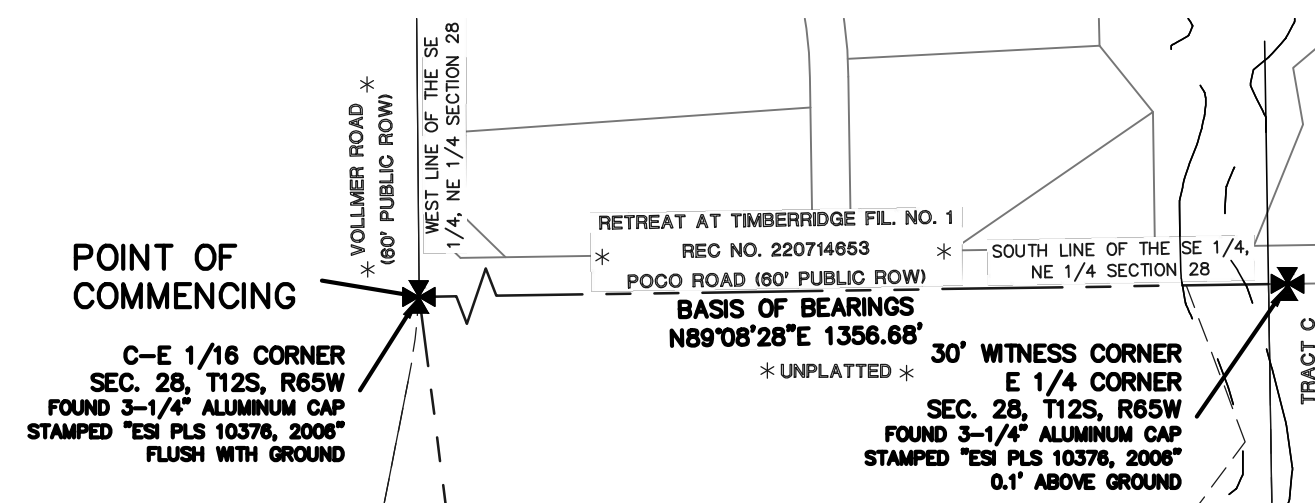 ✳ VOLLMER ROAD ✳
(60' PUBLIC ROW)
WEST LINE OF THE SE
1/4, NE 1/4 SECTION 28
POINT OF
COMMENCING
RETREAT AT TIMBERRIDGE FIL. NO. 1
✳ REC NO. 220714653 ✳
POCO ROAD (60' PUBLIC ROW)
SOUTH LINE OF THE SE 1/4,
NE 1/4 SECTION 28
BASIS OF BEARINGS
N89°08'28"E 1356.68'
✳ UNPLATTED ✳
C-E 1/16 CORNER
SEC. 28, T12S, R65W
FOUND 3-1/4" ALUMINUM CAP
STAMPED "ESI PLS 10376, 2006"
FLUSH WITH GROUND
30' WITNESS CORNER
E 1/4 CORNER
SEC. 28, T12S, R65W
FOUND 3-1/4" ALUMINUM CAP
STAMPED "ESI PLS 10376, 2006"
0.1' ABOVE GROUND
TRACT C